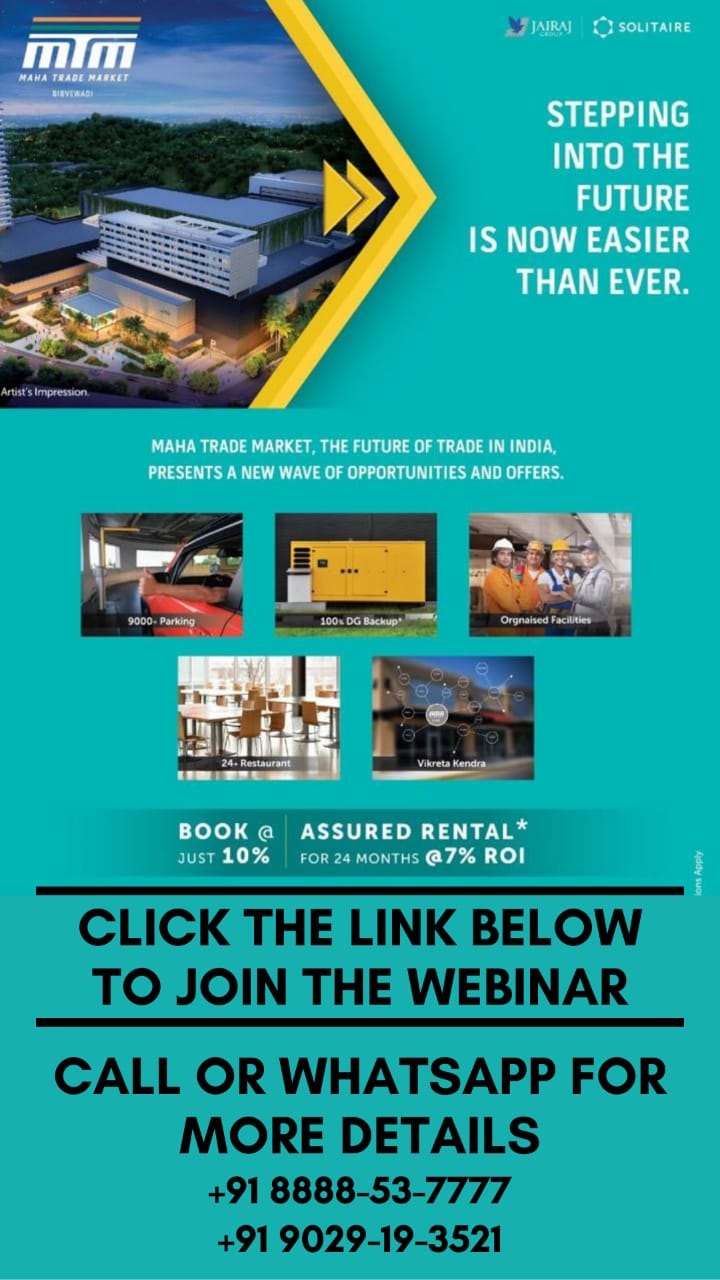 mTm
MAHA TRADE MARKET
BIBVEWADI
JAIRAJ
GROUP
SOLITAIRE
STEPPING
INTO THE
FUTURE
IS NOW EASIER
THAN EVER.
Artist's Impression.
MAHA TRADE MARKET, THE FUTURE OF TRADE IN INDIA,
PRESENTS A NEW WAVE OF OPPORTUNITIES AND OFFERS.
9000+ Parking
100% DG Backup*
Orgnaised Facilities
24+ Restaurant
Vikreta Kendra
BOOK @
JUST 10%
ASSURED RENTAL*
FOR 24 MONTHS @7% ROI
ions Apply
CLICK THE LINK BELOW
TO JOIN THE WEBINAR
CALL OR WHATSAPP FOR
MORE DETAILS
+91 8888-53-7777
+91 9029-19-3521